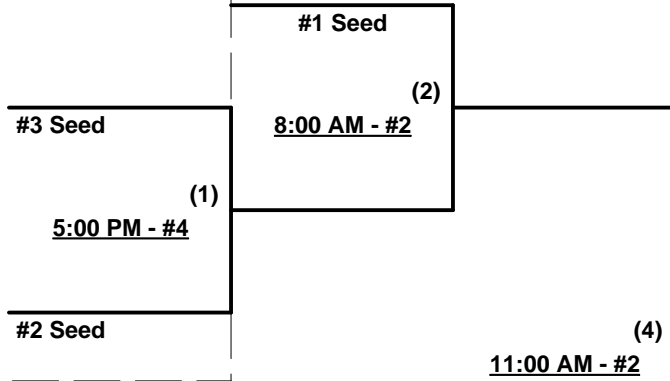 #1 Seed
(2)
#3 Seed
8:00 AM - #2
(1)
5:00 PM - #4
#2 Seed
(4)
11:00 AM - #2